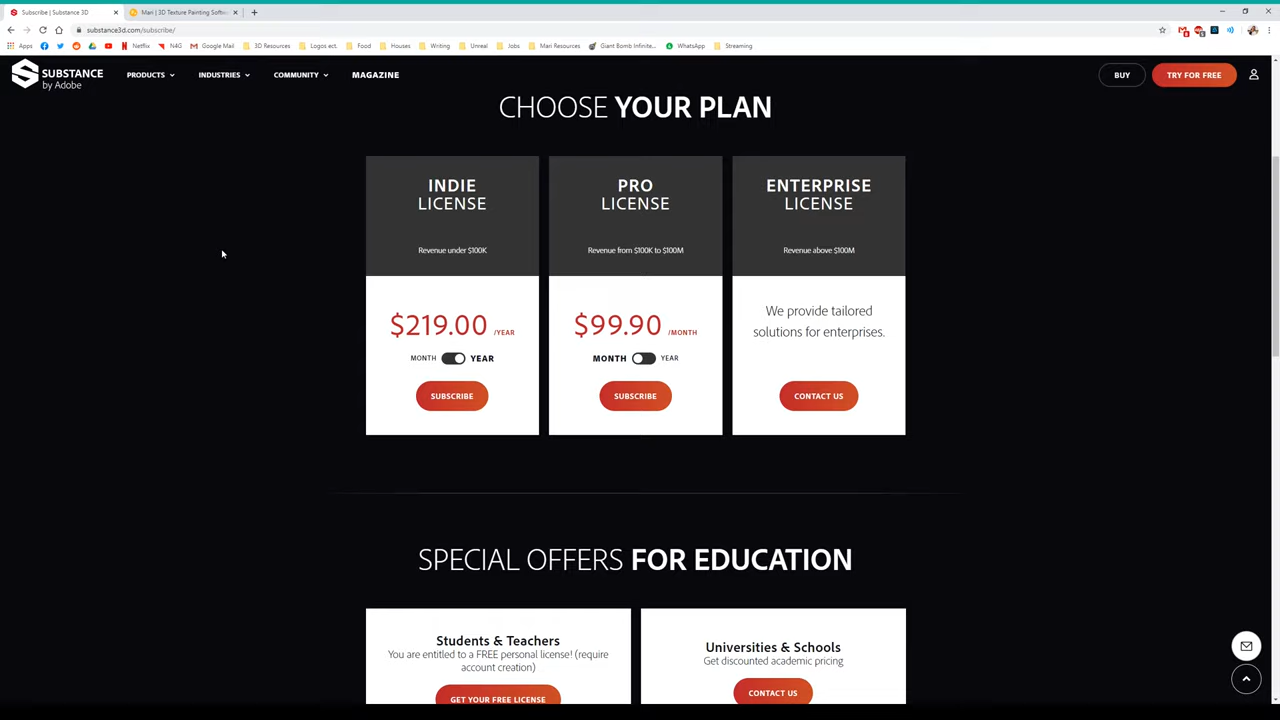 Subscribe | Substance 3D
Mari | 3D Texture Painting Softw
substance3d.com/subscribe/
Apps Netflix N4G Google Mail 3D Resources Logos ect. Food Houses Writing Unreal Jobs Mari Resources Giant Bomb Infinite... WhatsApp Streaming
SUBSTANCE
by Adobe
PRODUCTS INDUSTRIES COMMUNITY MAGAZINE BUY TRY FOR FREE
CHOOSE YOUR PLAN
INDIE
LICENSE
Revenue under $100K
$219.00 /YEAR
MONTH YEAR
SUBSCRIBE
PRO
LICENSE
Revenue from $100K to $100M
$99.90 /MONTH
MONTH YEAR
SUBSCRIBE
ENTERPRISE
LICENSE
Revenue above $100M
We provide tailored
solutions for enterprises.
CONTACT US
SPECIAL OFFERS FOR EDUCATION
Students & Teachers
You are entitled to a FREE personal license! (require
account creation)
GET YOUR FREE LICENSE
Universities & Schools
Get discounted academic pricing
CONTACT US